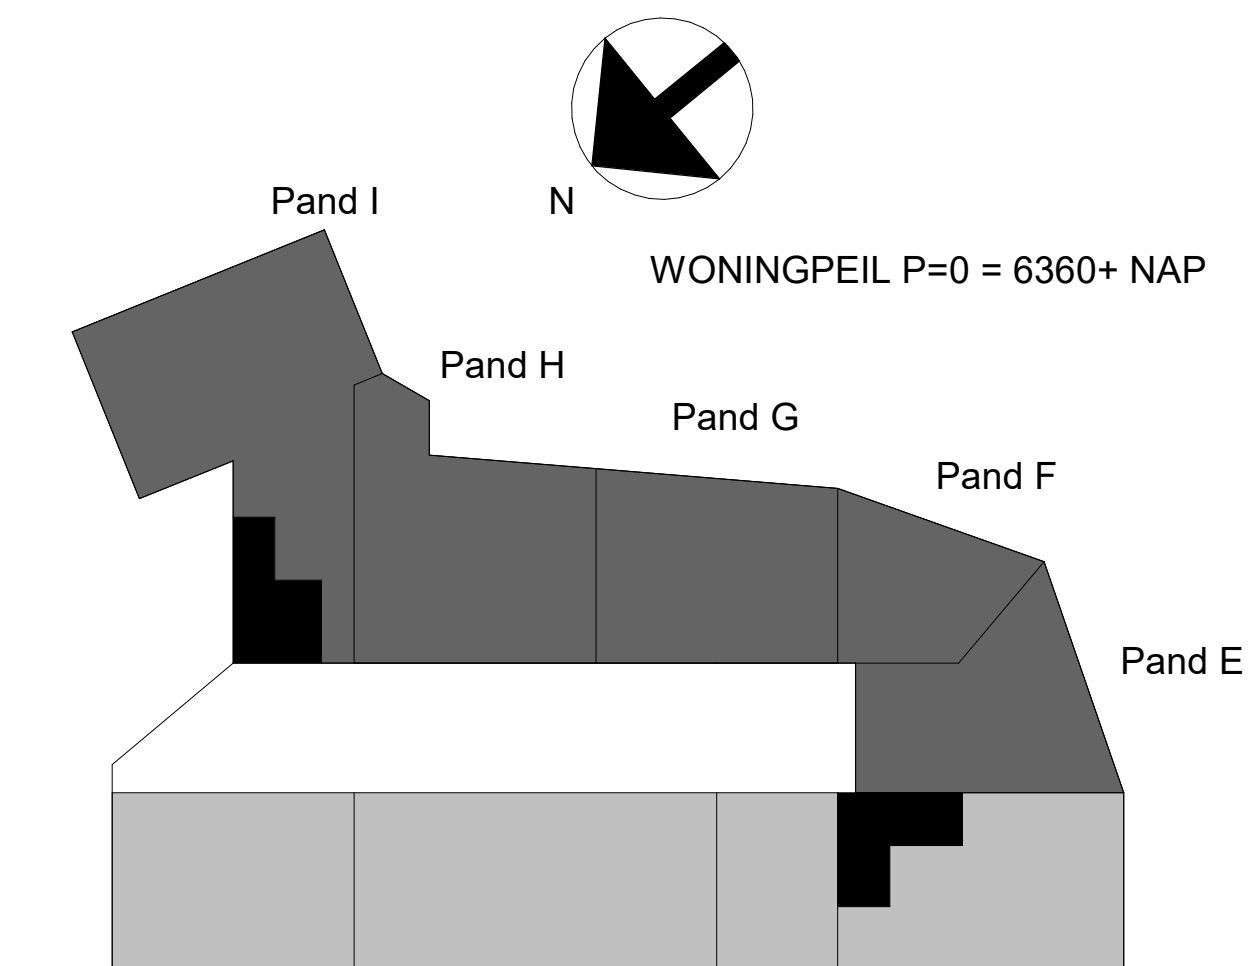 Pand I
N
WONINGPEIL P=0 = 6360+ NAP
Pand H
Pand G
Pand F
Pand E